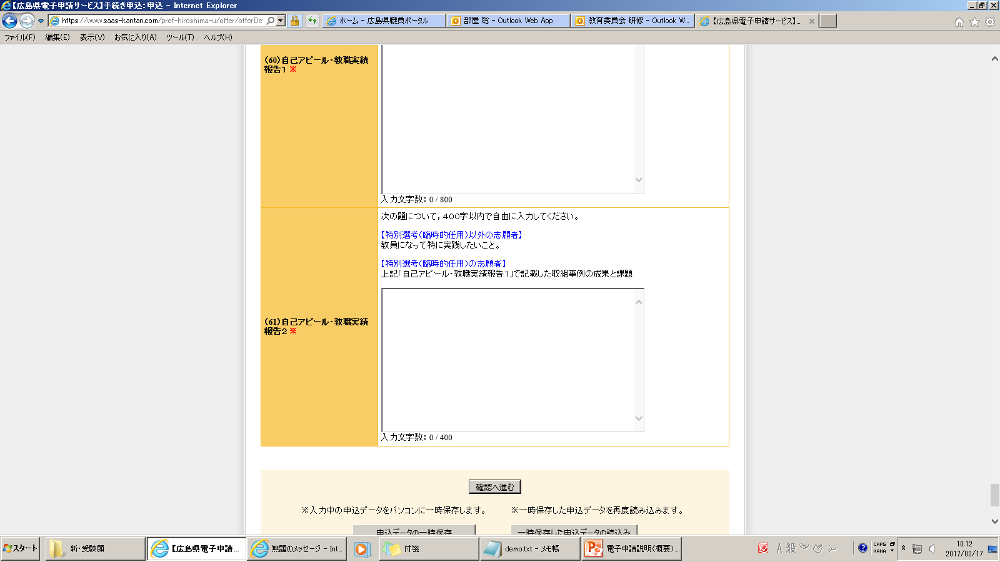 【広島県電子申請サービス】手続き申込:申込 - Internet Explorer
https://www.saas-kantan.com/pref-hiroshima-u/offer/offerDe
ホーム - 広島県職員ポータル
部屋 聡 - Outlook Web App
教育委員会 研修 - Outlook W...
【広島県電子申請サービス】...
ファイル(F) 編集(E) 表示(V) お気に入り(A) ツール(T) ヘルプ(H)
(60)自己アピール・教職実績
報告1 ※
入力文字数: 0 / 800
次の題について，400字以内で自由に入力してください。
【特別選考(臨時的任用)以外の志願者】
教員になって特に実践したいこと。
【特別選考(臨時的任用)の志願者】
上記「自己アピール・教職実績報告1」で記載した取組事例の成果と課題
(61)自己アピール・教職実績
報告2 ※
入力文字数: 0 / 400
確認へ進む
※入力中の申込データをパソコンに一時保存します。
※一時保存した申込データを再度読み込みます。
申込データの一時保存
一時保存した申込データの読込み
スタート
新・受験願
【広島県電子申請...
無題のメッセージ - Int...
付箋
demo.txt - メモ帳
電子申請説明(概要)....
A 般
CAPS
KANA
10:12
2017/02/17